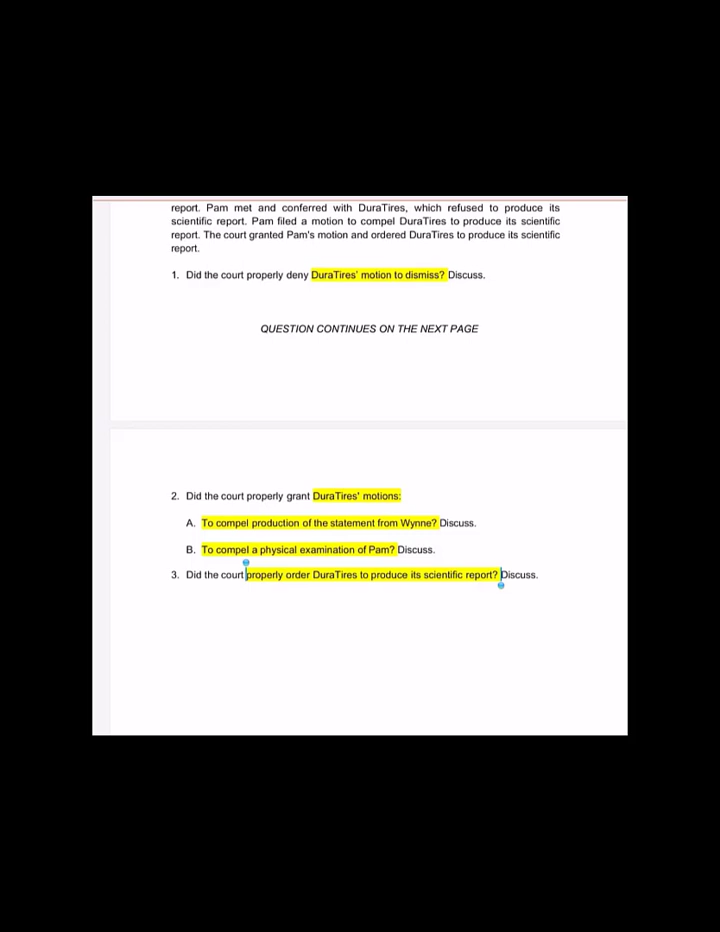 report. Pam met and conferred with DuraTires, which refused to produce its
scientific report. Pam filed a motion to compel DuraTires to produce its scientific
report. The court granted Pam's motion and ordered DuraTires to produce its scientific
report.
1. Did the court properly deny DuraTires' motion to dismiss? Discuss.
QUESTION CONTINUES ON THE NEXT PAGE
2. Did the court properly grant DuraTires' motions:
A. To compel production of the statement from Wynne? Discuss.
B. To compel a physical examination of Pam? Discuss.
3. Did the court properly order DuraTires to produce its scientific report? Discuss.